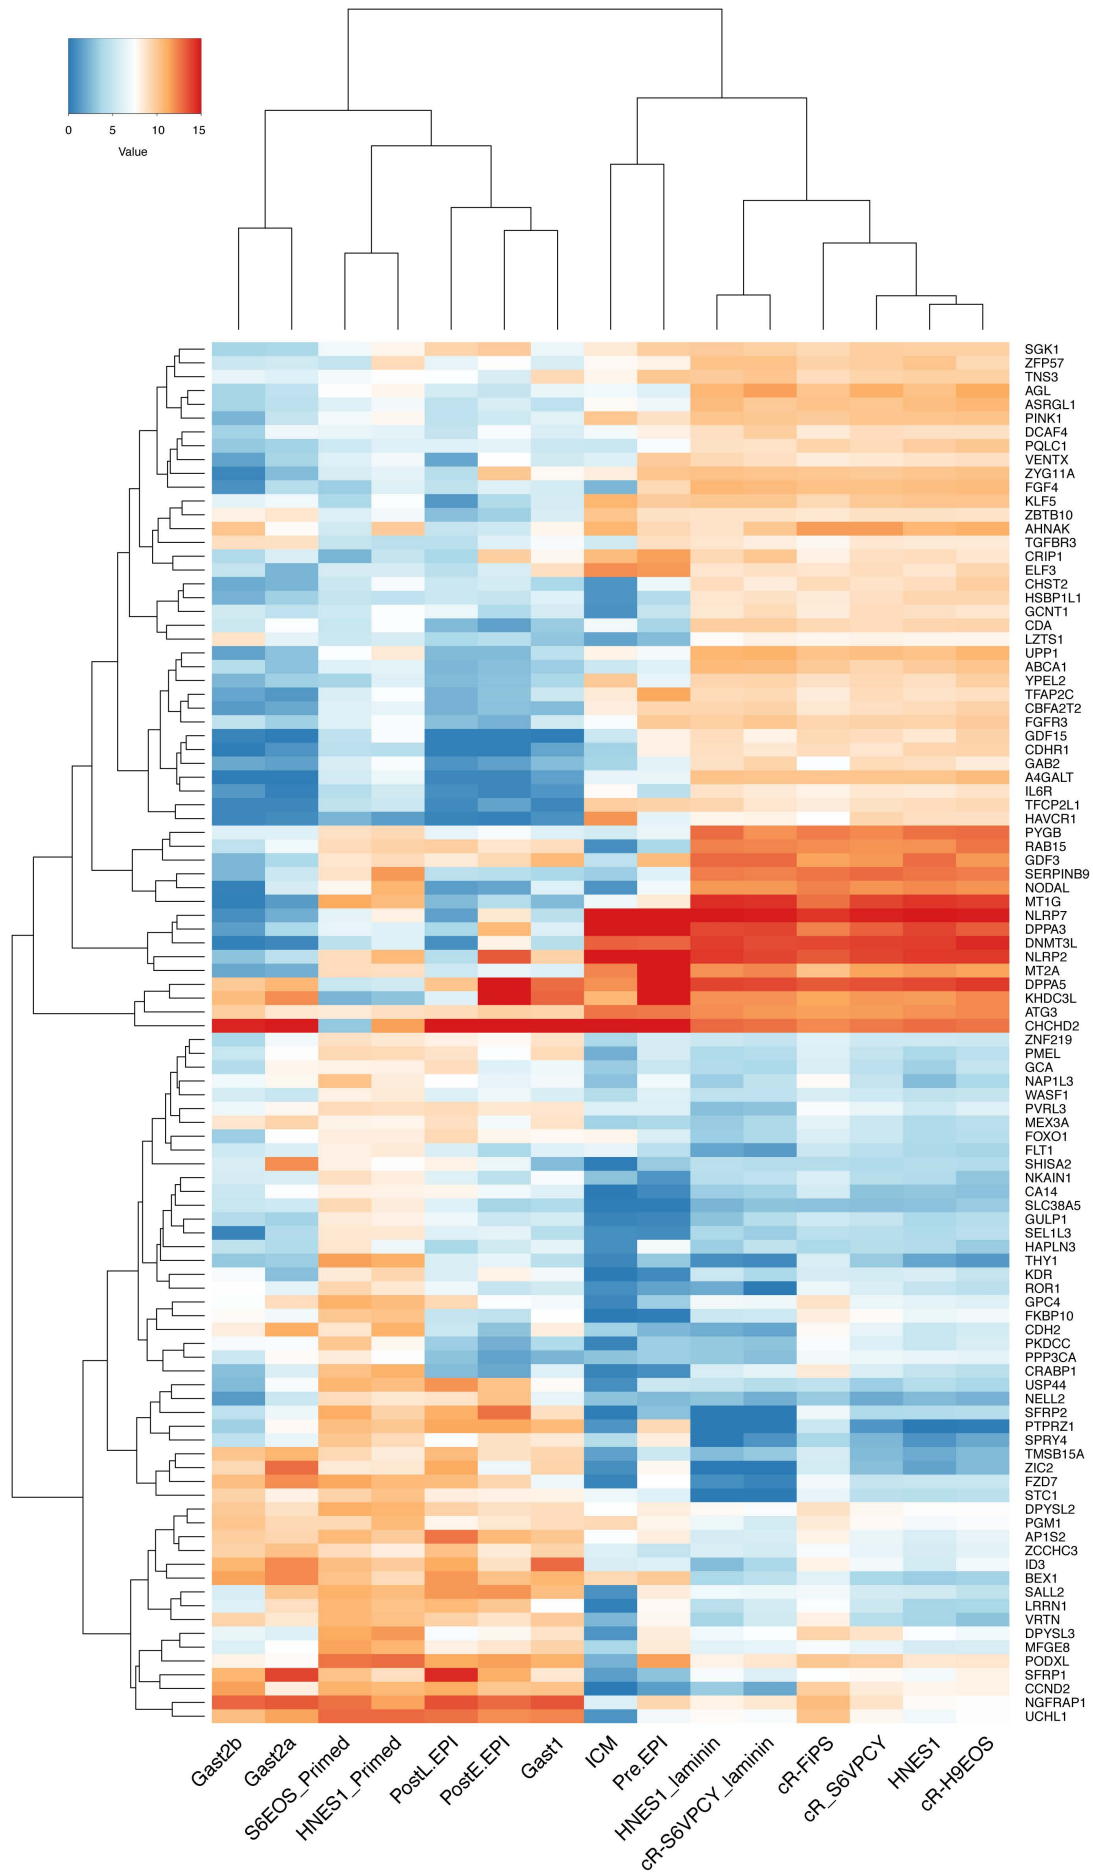 0 5 10 15
Value
SGK1
ZFP57
TNS3
AGL
ASRGL1
PINK1
DCAF4
PQLC1
VENTX
ZYG11A
FGF4
KLF5
ZBTB10
AHNAK
TGFBR3
CRIP1
ELF3
CHST2
HSBP1L1
GCNT1
CDA
LZTS1
UPP1
ABCA1
YPEL2
TFAP2C
CBFA2T2
FGFR3
GDF15
CDHR1
GAB2
A4GALT
IL6R
TFCP2L1
HAVCR1
PYGB
RAB15
GDF3
SERPINB9
NODAL
MT1G
NLRP7
DPPA3
DNMT3L
NLRP2
MT2A
DPPA5
KHDC3L
ATG3
CHCHD2
ZNF219
PMEL
GCA
NAP1L3
WASF1
PVRL3
MEX3A
FOXO1
FLT1
SHISA2
NKAIN1
CA14
SLC38A5
GULP1
SEL1L3
HAPLN3
THY1
KDR
ROR1
GPC4
FKBP10
CDH2
PKDCC
PPP3CA
CRABP1
USP44
NELL2
SFRP2
PTPRZ1
SPRY4
TMSB15A
ZIC2
FZD7
STC1
DPYSL2
PGM1
AP1S2
ZCCHC3
ID3
BEX1
SALL2
LRRN1
VRTN
DPYSL3
MFGE8
PODXL
SFRP1
CCND2
NGFRAP1
UCHL1
Gast2b
Gast2a
S6EOS_Primed
HNES1_Primed
PostL.EPI
PostE.EPI
Gast1
ICM
Pre.EPI
HNES1_laminin
cR-S6VPCY_laminin
cR-FiPS
cR_S6VPCY
HNES1
cR-H9EOS